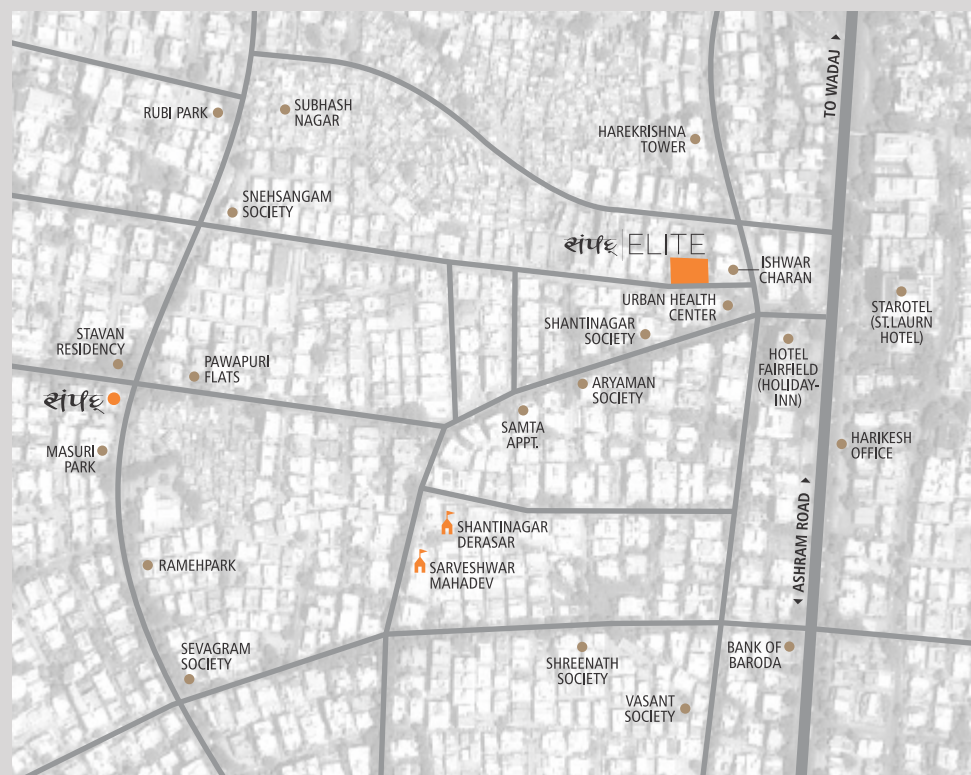 TO WADAJ
RUBI PARK
SUBHASH
NAGAR
HAREKRISHNA
TOWER
SNEHSANGAM
SOCIETY
સંપદ ELITE
ISHWAR
CHARAN
URBAN HEALTH
CENTER
STAROTEL
(ST.LAURN
HOTEL)
SHANTINAGAR
SOCIETY
STAVAN
RESIDENCY
PAWAPURI
FLATS
HOTEL
FAIRFIELD
(HOLIDAY-
INN)
ARYAMAN
SOCIETY
સંપદ
SAMTA
APPT.
HARIKESH
OFFICE
MASURI
PARK
ASHRAM ROAD
SHANTINAGAR
DERASAR
SARVESHWAR
MAHADEV
RAMEHPARK
SEVAGRAM
SOCIETY
SHREENATH
SOCIETY
BANK OF
BARODA
VASANT
SOCIETY